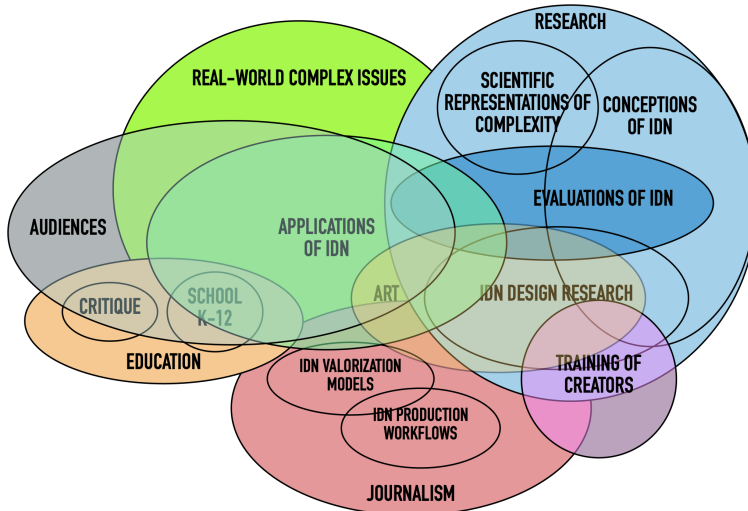 RESEARCH
REAL-WORLD COMPLEX ISSUES
SCIENTIFIC
REPRESENTATIONS OF
COMPLEXITY
CONCEPTIONS
OF IDN
EVALUATIONS OF IDN
AUDIENCES
APPLICATIONS
OF IDN
ART
IDN DESIGN RESEARCH
CRITIQUE
SCHOOL
K-12
EDUCATION
IDN VALORIZATION
MODELS
TRAINING OF
CREATORS
IDN PRODUCTION
WORKFLOWS
JOURNALISM